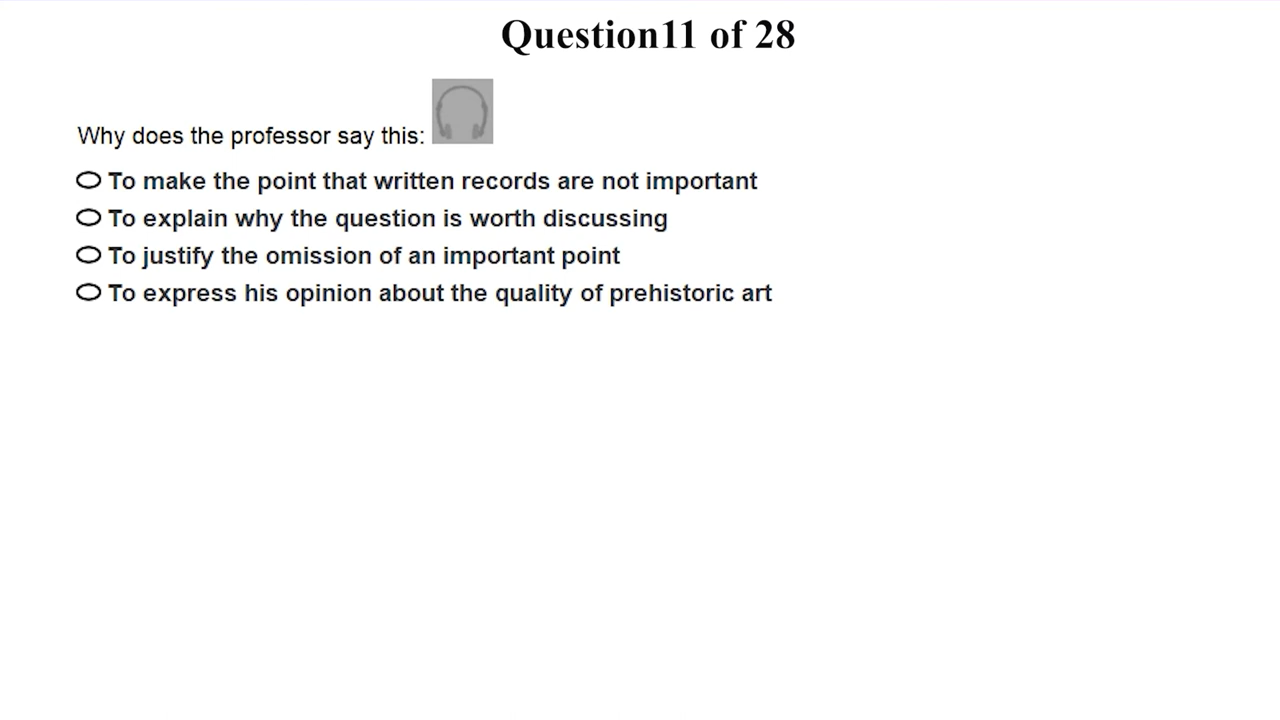 Question11 of 28
Why does the professor say this:
To make the point that written records are not important
To explain why the question is worth discussing
To justify the omission of an important point
To express his opinion about the quality of prehistoric art